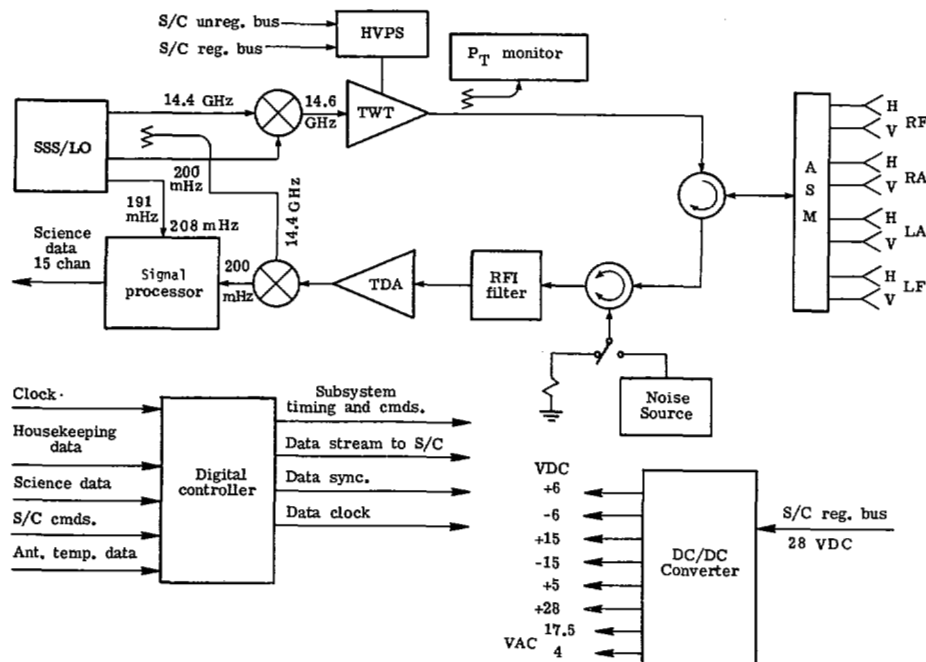 S/C unreg. bus
S/C reg. bus
HVPS
P_T monitor
14.4 GHz
14.6
GHz
TWT
SSS/LO
200
mHz
191
mHz
14.4 GHz
208 mHz
Science
data
15 chan
Signal
processor
200
mHz
TDA
RFI
filter
A
S
M
H
V
RF
H
V
RA
H
V
LA
H
V
LF
Noise
Source
Clock
Housekeeping
data
Science data
S/C cmds.
Ant. temp. data
Digital
controller
Subsystem
timing and cmds.
Data stream to S/C
Data sync.
Data clock
VDC
+6
-6
+15
-15
+5
+28
VAC 17.5
4
DC/DC
Converter
S/C reg. bus
28 VDC